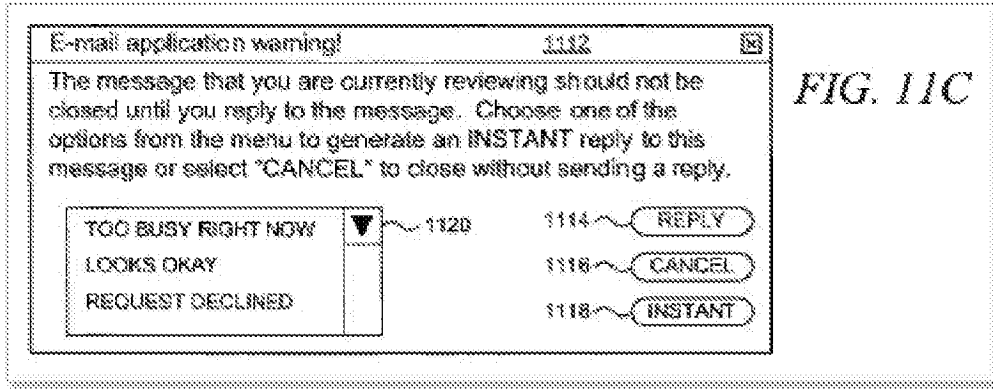 E-mail application warning! 1112
FIG. 11C
The message that you are currently reviewing should not be
closed until you reply to the message. Choose one of the
options from the menu to generate an INSTANT reply to this
message or select "CANCEL" to close without sending a reply.
TOO BUSY RIGHT NOW
1120
LOOKS OKAY
REQUEST DECLINED
1114 REPLY
1116 CANCEL
1118 INSTANT